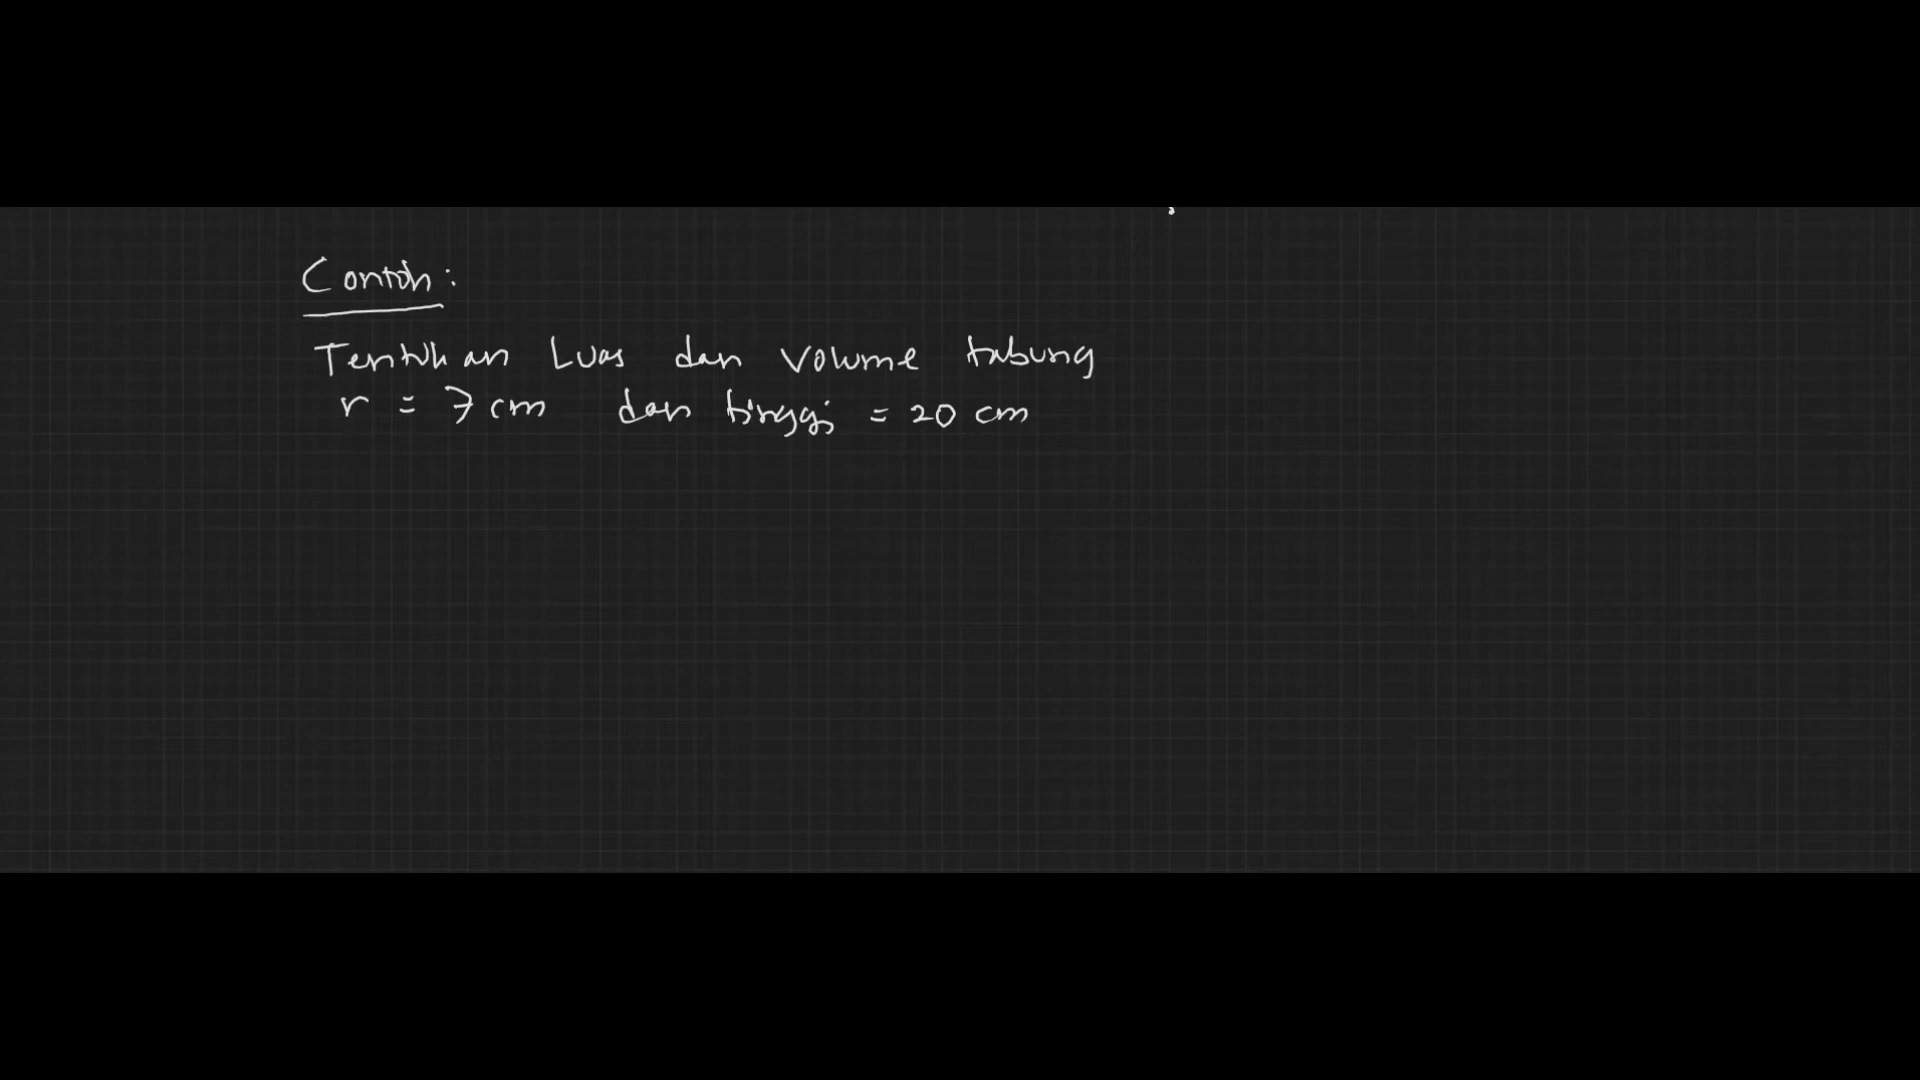 Contoh:
Tentukan Luas dan Volume tabung
r = 7 cm dan tinggi = 20 cm